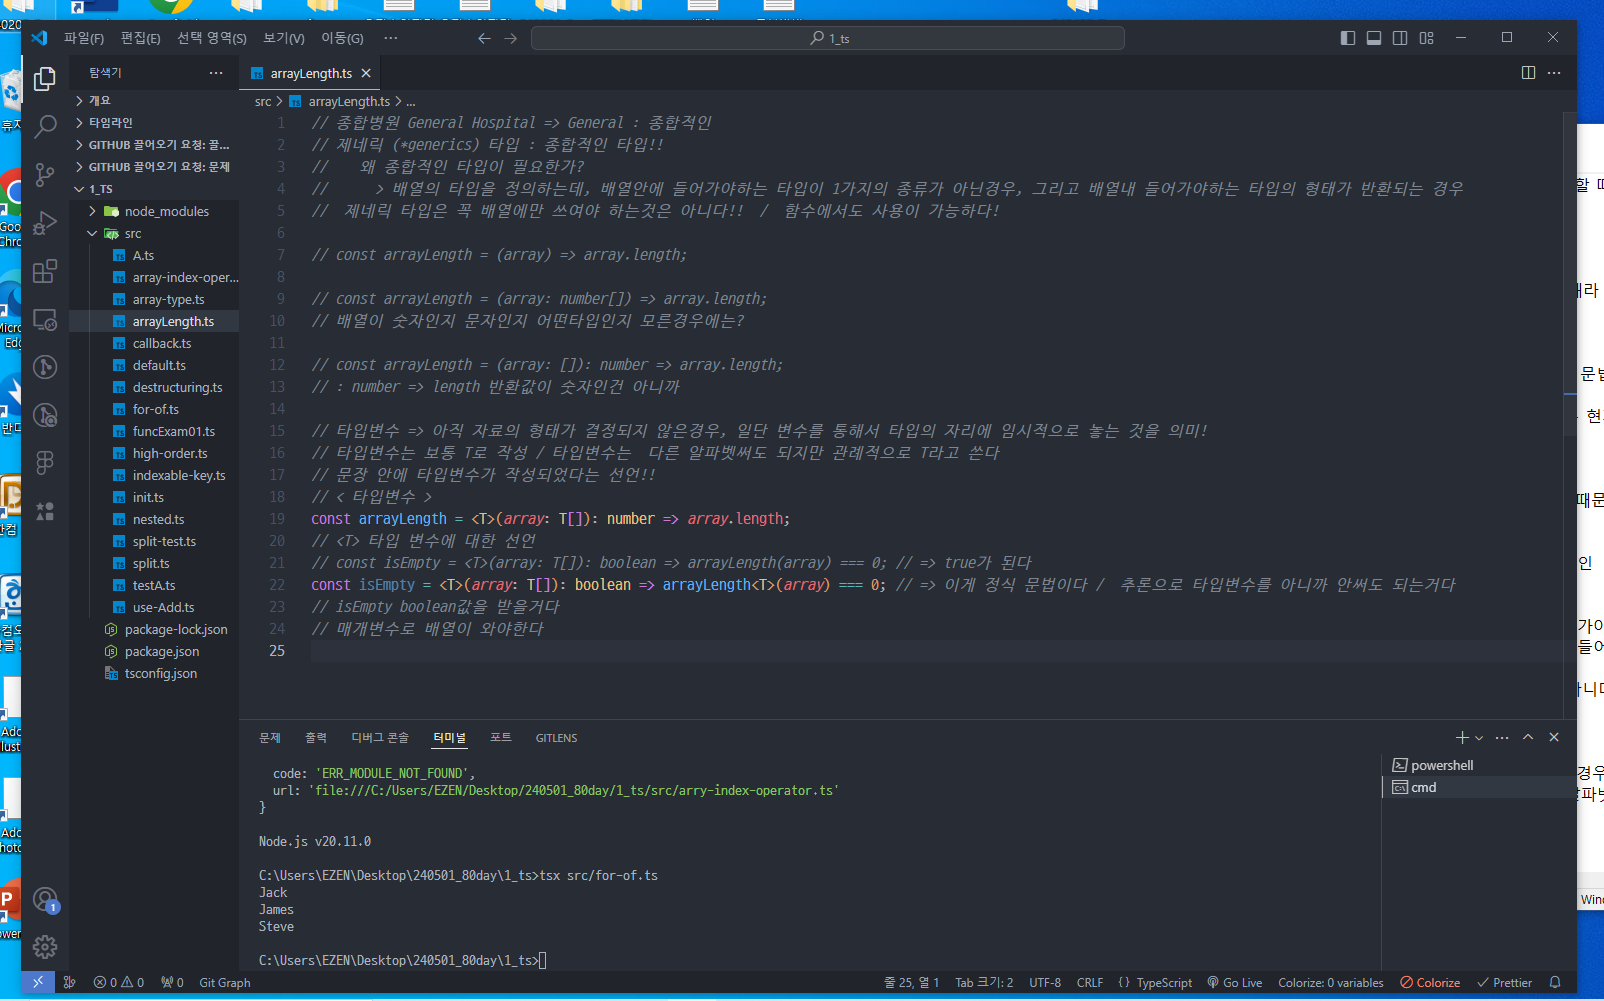 파일(F) 편집(E) 선택 영역(S) 보기(V) 이동(G) ···
1_ts
탐색기
개요
타임라인
GITHUB 끌어오기 요청: 끌...
GITHUB 끌어오기 요청: 문제
1_TS
node_modules
src
A.ts
array-index-oper...
array-type.ts
arrayLength.ts
callback.ts
default.ts
destructuring.ts
for-of.ts
funcExam01.ts
high-order.ts
indexable-key.ts
init.ts
nested.ts
split-test.ts
split.ts
testA.ts
use-Add.ts
package-lock.json
package.json
tsconfig.json
arrayLength.ts
src > arrayLength.ts > ...
1 // 종합병원 General Hospital => General : 종합적인
2 // 제네릭 (*generics) 타입 : 종합적인 타입!!
3 // 왜 종합적인 타입이 필요한가?
4 // > 배열의 타입을 정의하는데, 배열안에 들어가야하는 타입이 1가지의 종류가 아닌경우, 그리고 배열내 들어가야하는 타입의 형태가 반환되는 경우
5 // 제네릭 타입은 꼭 배열에만 쓰여야 하는것은 아니다!! / 함수에서도 사용이 가능하다!
6
7 // const arrayLength = (array) => array.length;
8
9 // const arrayLength = (array: number[]) => array.length;
10 // 배열이 숫자인지 문자인지 어떤타입인지 모른경우에는?
11
12 // const arrayLength = (array: []): number => array.length;
13 // : number => length 반환값이 숫자인건 아니까
14
15 // 타입변수 => 아직 자료의 형태가 결정되지 않은경우, 일단 변수를 통해서 타입의 자리에 임시적으로 놓는 것을 의미!
16 // 타입변수는 보통 T로 작성 / 타입변수는 다른 알파벳써도 되지만 관례적으로 T라고 쓴다
17 // 문장 안에 타입변수가 작성되었다는 선언!!
18 // < 타입변수 >
19 const arrayLength = <T>(array: T[]): number => array.length;
20 // <T> 타입 변수에 대한 선언
21 // const isEmpty = <T>(array: T[]): boolean => arrayLength(array) === 0; // => true가 된다
22 const isEmpty = <T>(array: T[]): boolean => arrayLength<T>(array) === 0; // => 이게 정식 문법이다 / 추론으로 타입변수를 아니까 안써도 되는거다
23 // isEmpty boolean값을 받을거다
24 // 매개변수로 배열이 와야한다
25
문제 출력 디버그 콘솔 터미널 포트 GITLENS
code: 'ERR_MODULE_NOT_FOUND',
url: 'file:///C:/Users/EZEN/Desktop/240501_80day/1_ts/src/arry-index-operator.ts'
}
Node.js v20.11.0
C:\Users\EZEN\Desktop\240501_80day\1_ts>tsx src/for-of.ts
Jack
James
Steve
C:\Users\EZEN\Desktop\240501_80day\1_ts>
powershell
cmd
1
0 0 0 Git Graph 줄 25, 열 1 Tab 크기: 2 UTF-8 CRLF { } TypeScript Go Live Colorize: 0 variables Colorize Prettier